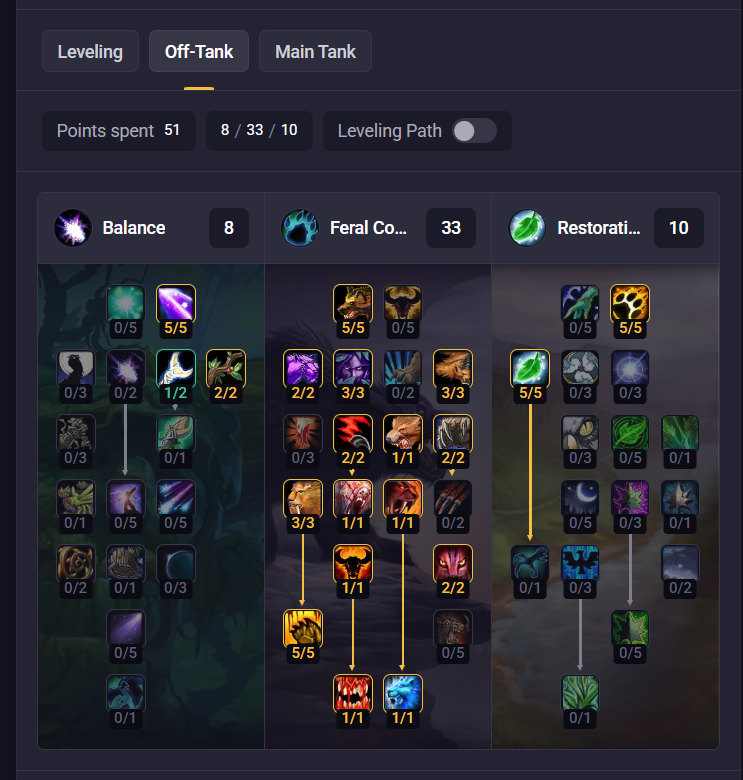 Leveling Off-Tank Main Tank
Points spent 51 8 / 33 / 10 Leveling Path
Balance 8 Feral Co... 33 Restorati... 10
0/5 5/5 5/5 0/5 0/5 5/5
0/3 0/2 1/2 2/2 2/2 3/3 0/2 3/3 5/5 0/3 0/3
0/3 0/1 0/3 2/2 1/1 2/2 0/3 0/5 0/1
0/1 0/5 0/5 3/3 1/1 1/1 0/2 0/5 0/3 0/1
0/2 0/1 0/3 1/1 2/2 0/1 0/3 0/2
0/5 5/5 0/5 0/5
0/1 1/1 1/1 0/1